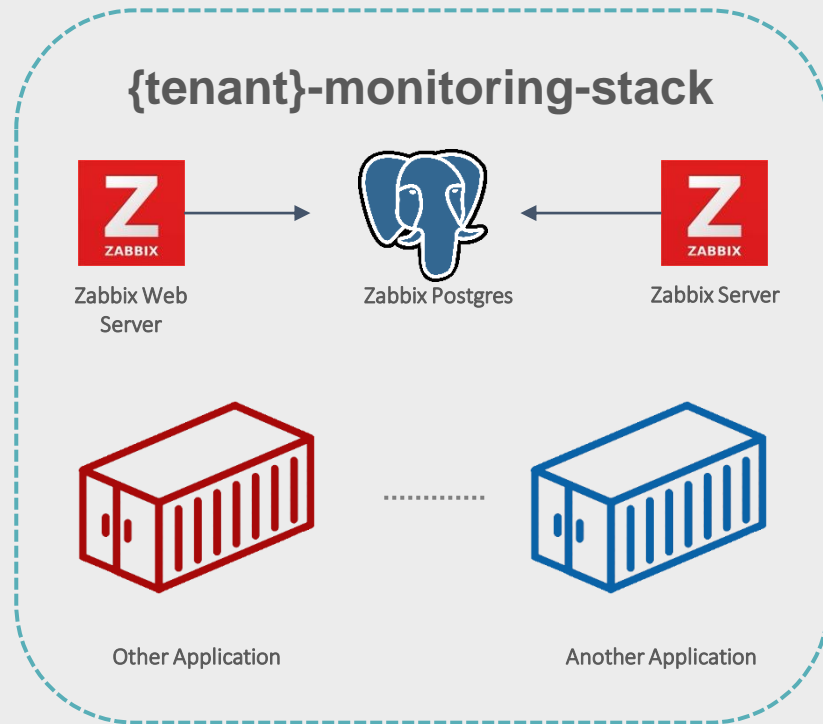 {tenant}-monitoring-stack
Z
ZABBIX
Z
ZABBIX
Zabbix Web
Server
Zabbix Postgres
Zabbix Server
Other Application
Another Application